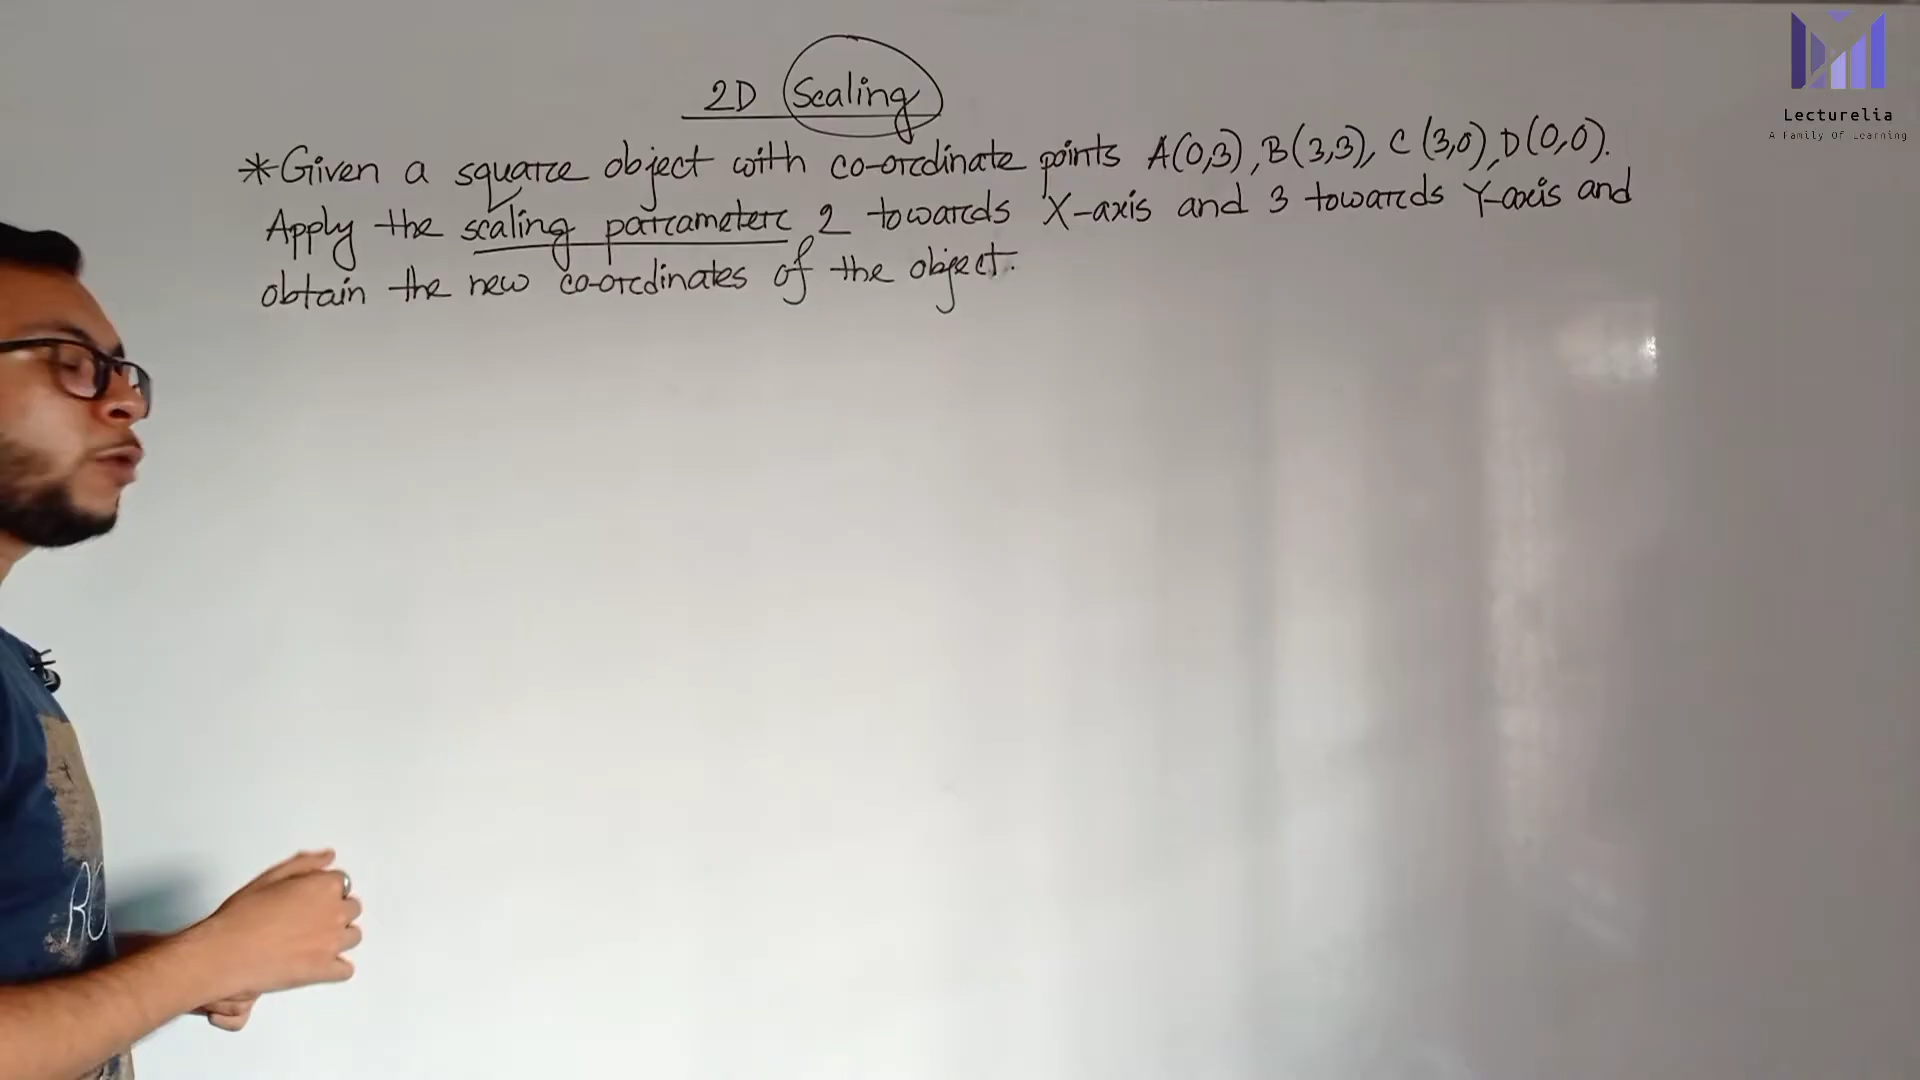 2D Scaling
*Given a square object with co-ordinate points A(0,3), B(3,3), C(3,0), D(0,0).
Apply the scaling parameter 2 towards X-axis and 3 towards Y-axis and
obtain the new co-ordinates of the object.
Lecturelia
A Family Of Learning